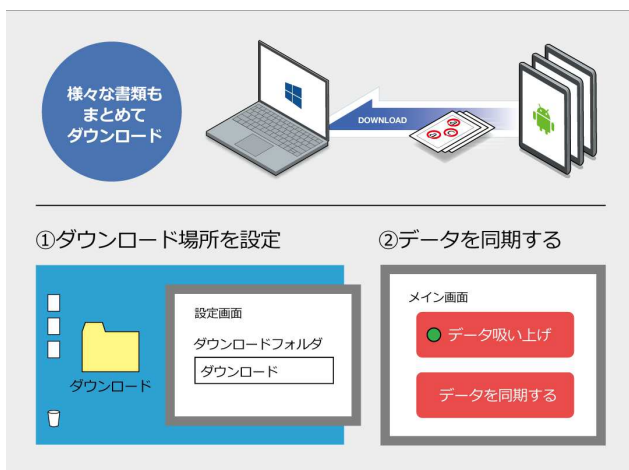 様々な書類も
まとめて
ダウンロード
DOWNLOAD
①ダウンロード場所を設定
ダウンロード
設定画面
ダウンロードフォルダ
ダウンロード
②データを同期する
メイン画面
データ吸い上げ
データを同期する